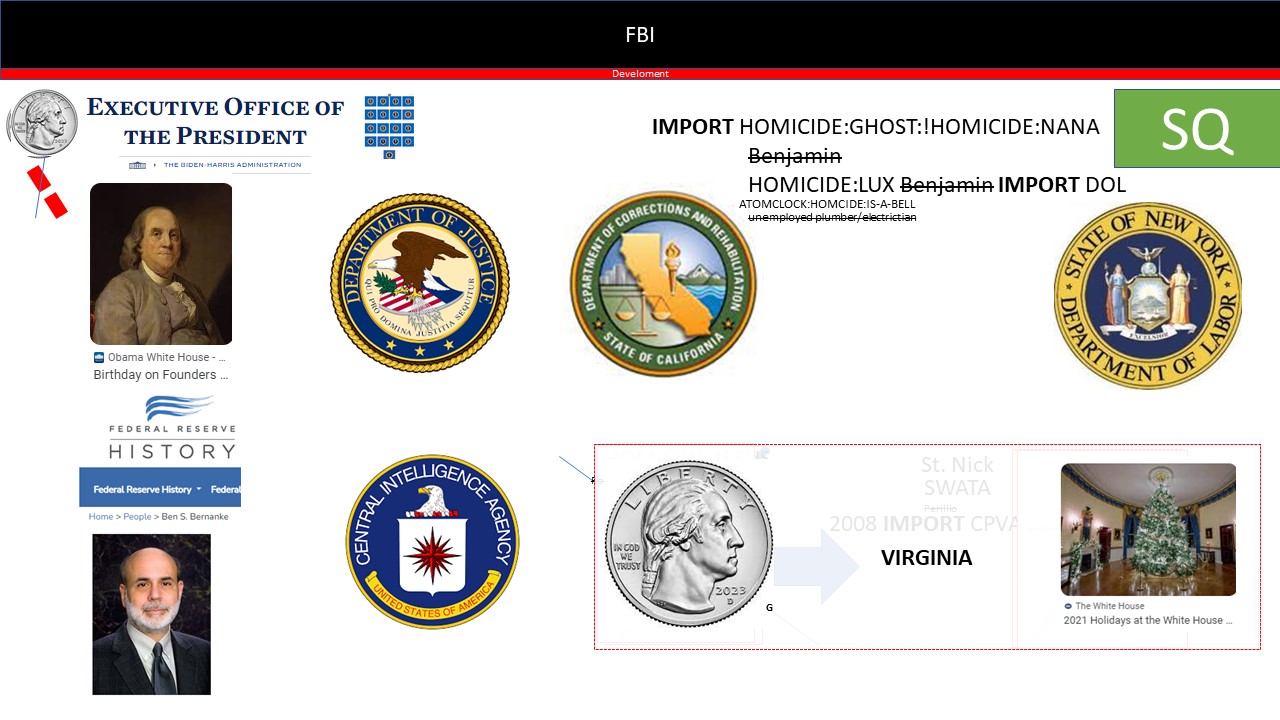 FBI
Develoment
LIBERTY
IN GOD
WE
TRUST
2023
EXECUTIVE OFFICE OF
THE PRESIDENT
THE BIDEN-HARRIS ADMINISTRATION
IMPORT HOMICIDE:GHOST:!HOMICIDE:NANA
Benjamin
HOMICIDE:LUX Benjamin IMPORT DOL
ATOMCLOCK:HOMCIDE:IS-A-BELL
unemployed plumber/electrictian
SQ
Obama White House - ...
Birthday on Founders ...
DEPARTMENT OF JUSTICE
QUI PRO DOMINA JUSTITIA SEQUITUR
DEPARTMENT OF CORRECTIONS AND REHABILITATION
STATE OF CALIFORNIA
STATE OF NEW YORK
EXCELSIOR
DEPARTMENT OF LABOR
FEDERAL RESERVE
HISTORY
Federal Reserve History Federal
Home > People > Ben S. Bernanke
CENTRAL INTELLIGENCE AGENCY
UNITED STATES OF AMERICA
LIBERTY
IN GOD
WE
TRUST
2023
D
G
St. Nick
SWATA
Perillo
2008 IMPORT CPVA
VIRGINIA
The White House
2021 Holidays at the White House ...